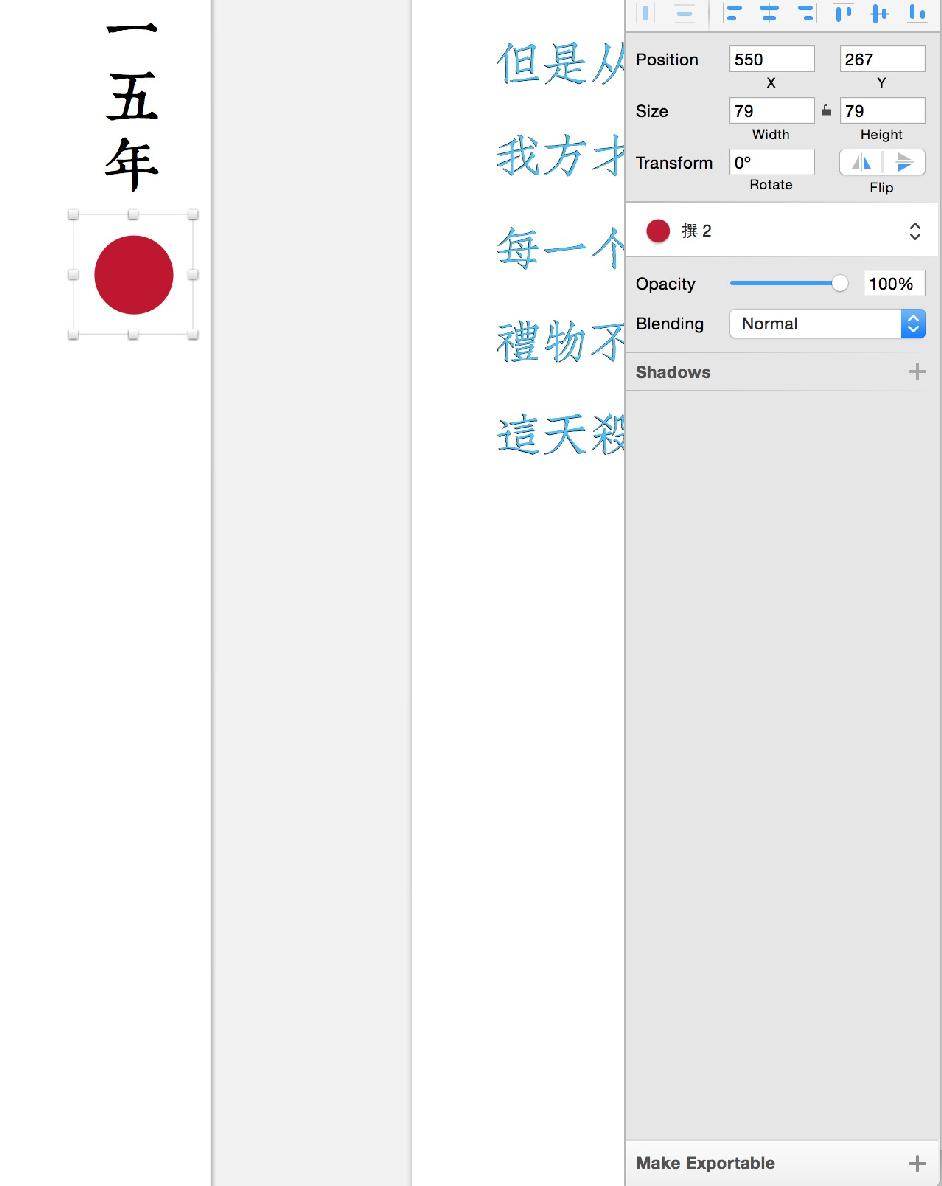 一
五
年
但是从
我方才
每一个
禮物不
這天殺
Position 550 267
X Y
Size 79 79
Width Height
Transform 0°
Rotate Flip
撰 2
Opacity 100%
Blending Normal
Shadows
Make Exportable